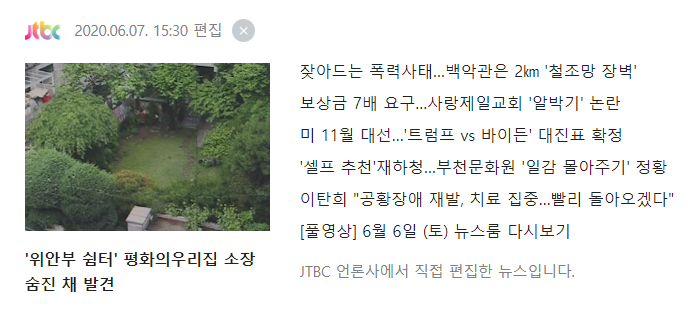 jtbc 2020.06.07. 15:30 편집
'위안부 쉼터' 평화의우리집 소장
숨진 채 발견
잦아드는 폭력사태...백악관은 2㎞ '철조망 장벽'
보상금 7배 요구...사랑제일교회 '알박기' 논란
미 11월 대선...'트럼프 vs 바이든' 대진표 확정
'셀프 추천'재하청...부천문화원 '일감 몰아주기' 정황
이탄희 "공황장애 재발, 치료 집중...빨리 돌아오겠다"
[풀영상] 6월 6일 (토) 뉴스룸 다시보기
JTBC 언론사에서 직접 편집한 뉴스입니다.